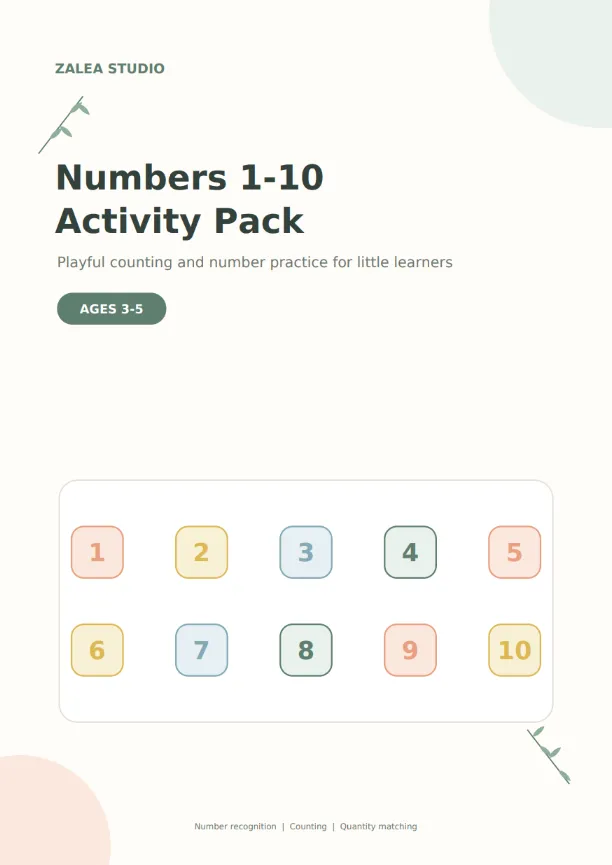 ZALEA STUDIO
Numbers 1-10
Activity Pack
Playful counting and number practice for little learners
AGES 3-5
1 2 3 4 5
6 7 8 9 10
Number recognition | Counting | Quantity matching